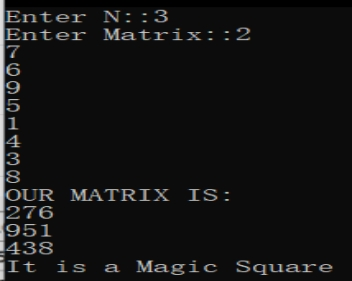 Enter N::3
Enter Matrix::2
7
6
9
5
1
4
3
8
OUR MATRIX IS:
276
951
438
It is a Magic Square